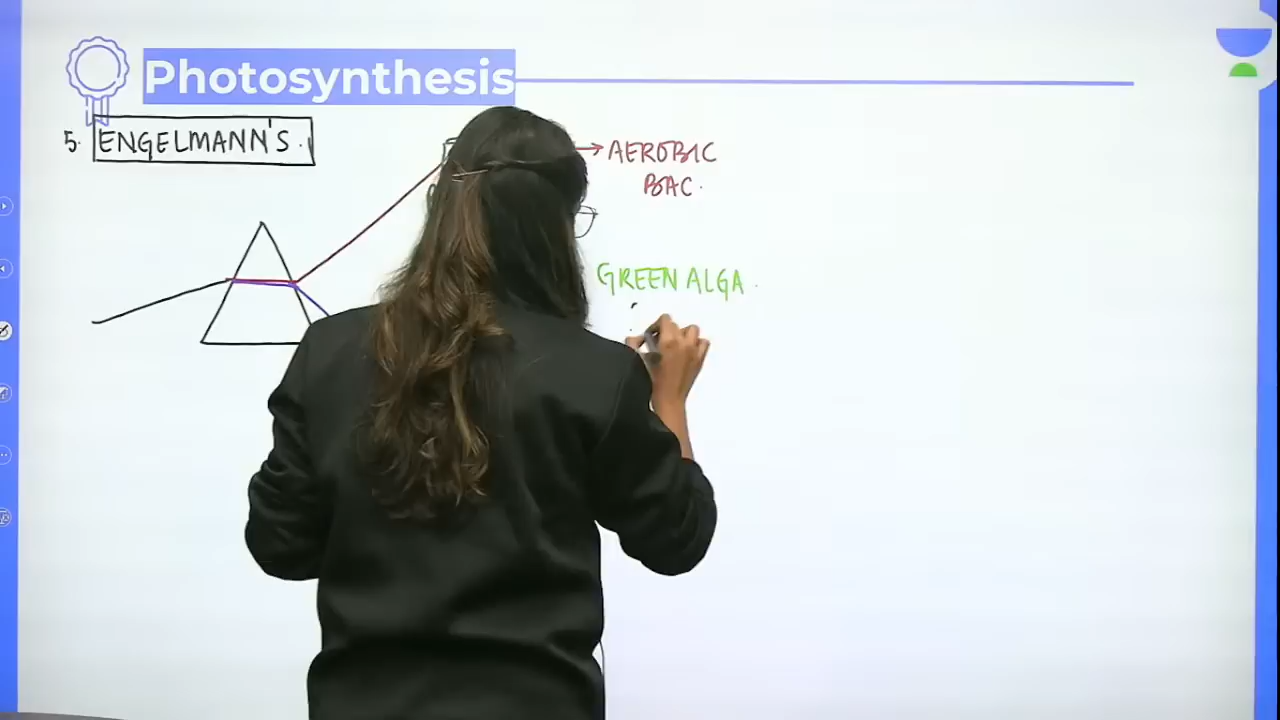 Photosynthesis
5. ENGELMANN'S.
AEROBIC
BAC.
GREEN ALGA.